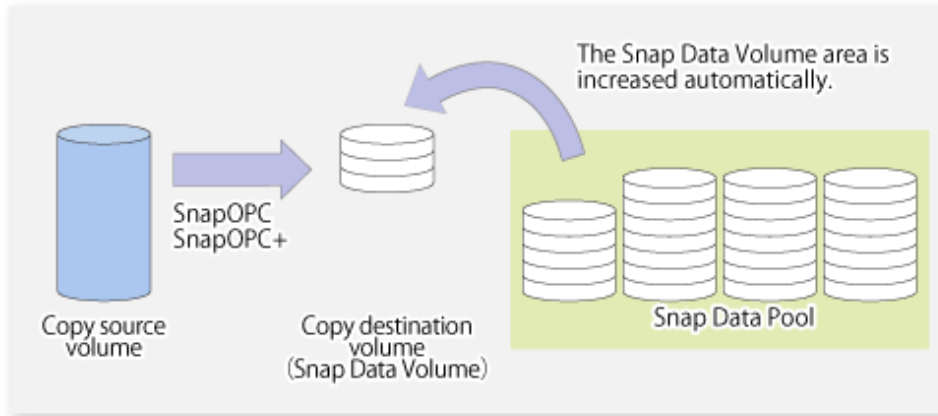 The Snap Data Volume area is
increased automatically.
SnapOPC
SnapOPC+
Snap Data Pool
Copy source
volume
Copy destination
volume
(Snap Data Volume)